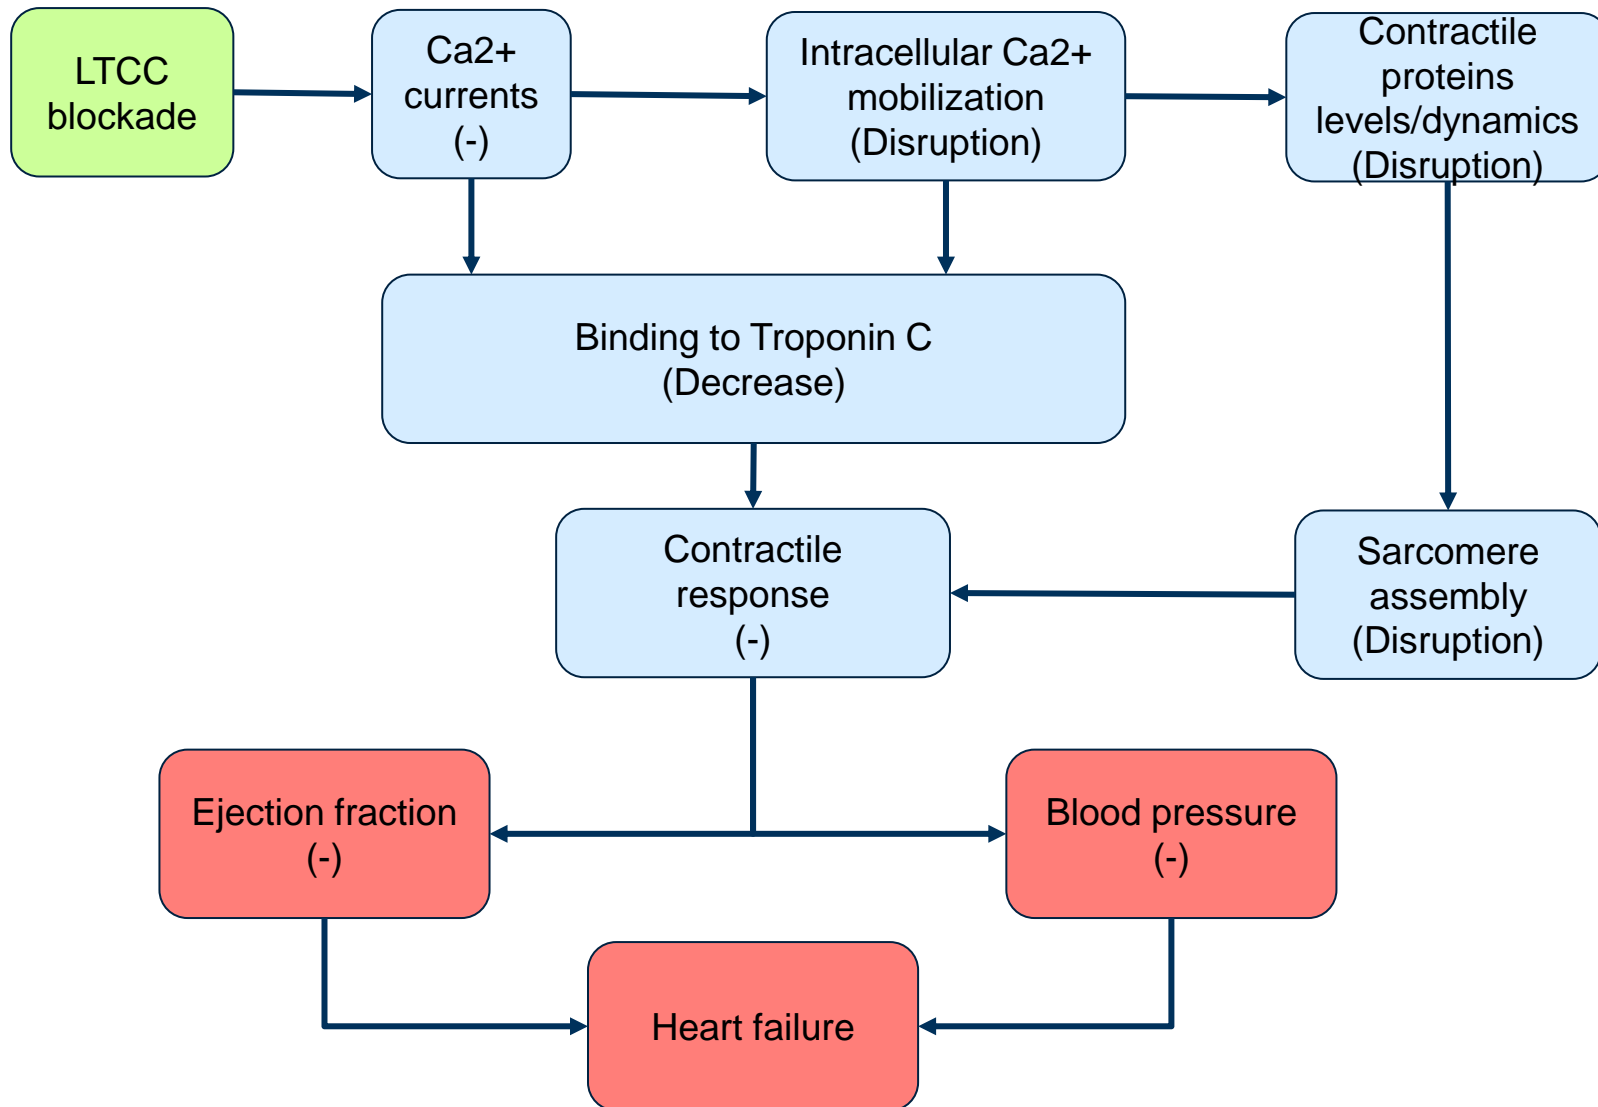 LTCC
blockade
Ca2+
currents
(-)
Intracellular Ca2+
mobilization
(Disruption)
Contractile
proteins
levels/dynamics
(Disruption)
Binding to Troponin C
(Decrease)
Contractile
response
(-)
Sarcomere
assembly
(Disruption)
Ejection fraction
(-)
Blood pressure
(-)
Heart failure